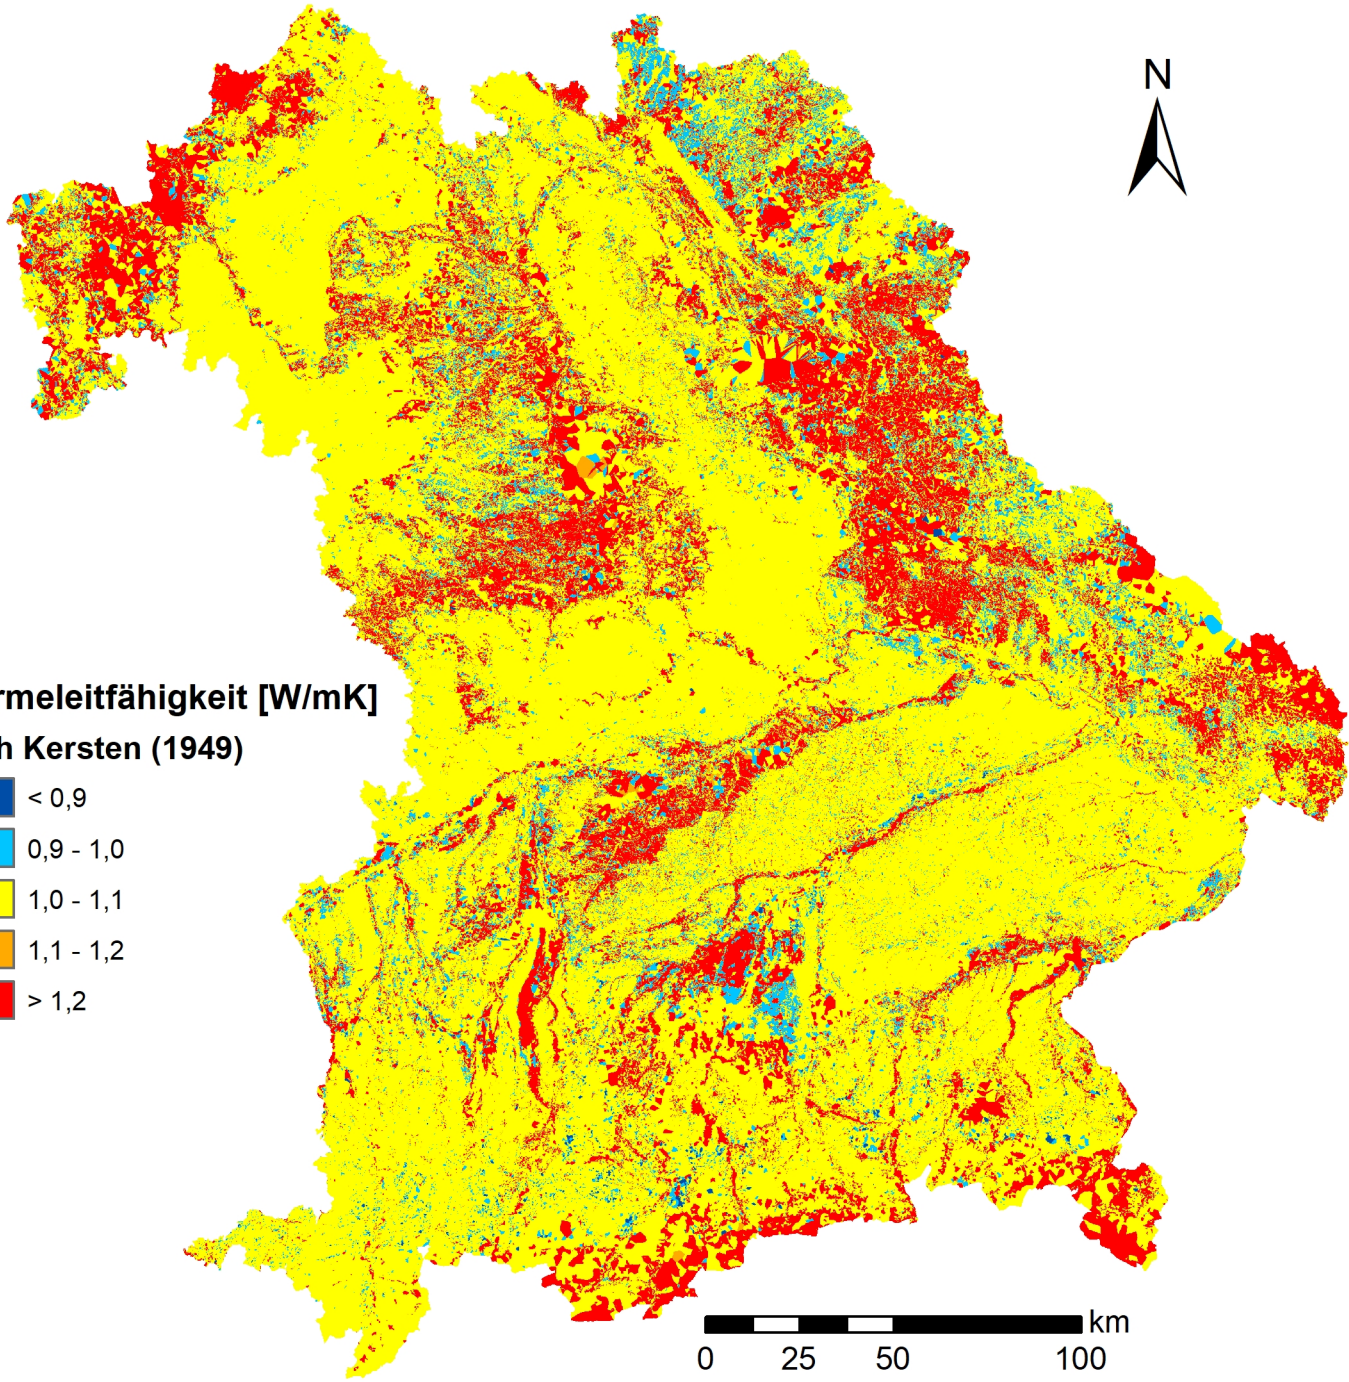 N
rmeleitfähigkeit [W/mK]
h Kersten (1949)
< 0,9
0,9 - 1,0
1,0 - 1,1
1,1 - 1,2
> 1,2
km
0 25 50 100